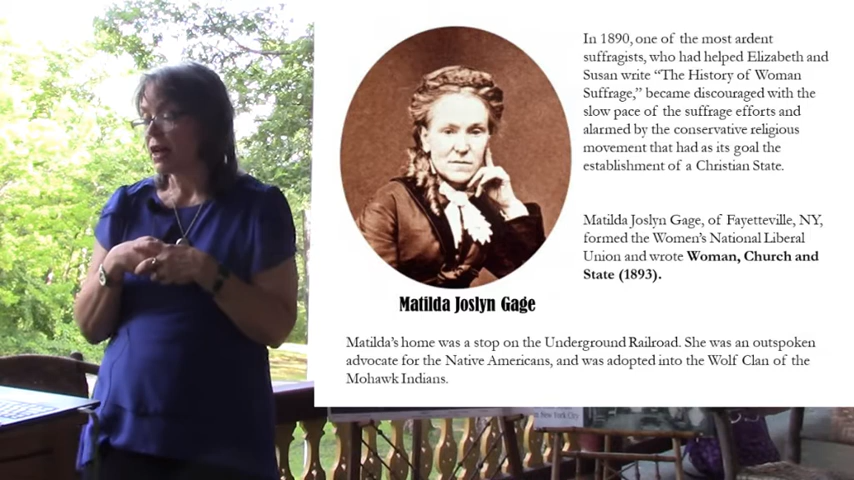 In 1890, one of the most ardent
suffragists, who had helped Elizabeth and
Susan write “The History of Woman
Suffrage,” became discouraged with the
slow pace of the suffrage efforts and
alarmed by the conservative religious
movement that had as its goal the
establishment of a Christian State.
Matilda Joslyn Gage, of Fayetteville, NY,
formed the Women’s National Liberal
Union and wrote Woman, Church and
State (1893).
Matilda Joslyn Gage
Matilda’s home was a stop on the Underground Railroad. She was an outspoken
advocate for the Native Americans, and was adopted into the Wolf Clan of the
Mohawk Indians.
in New York City